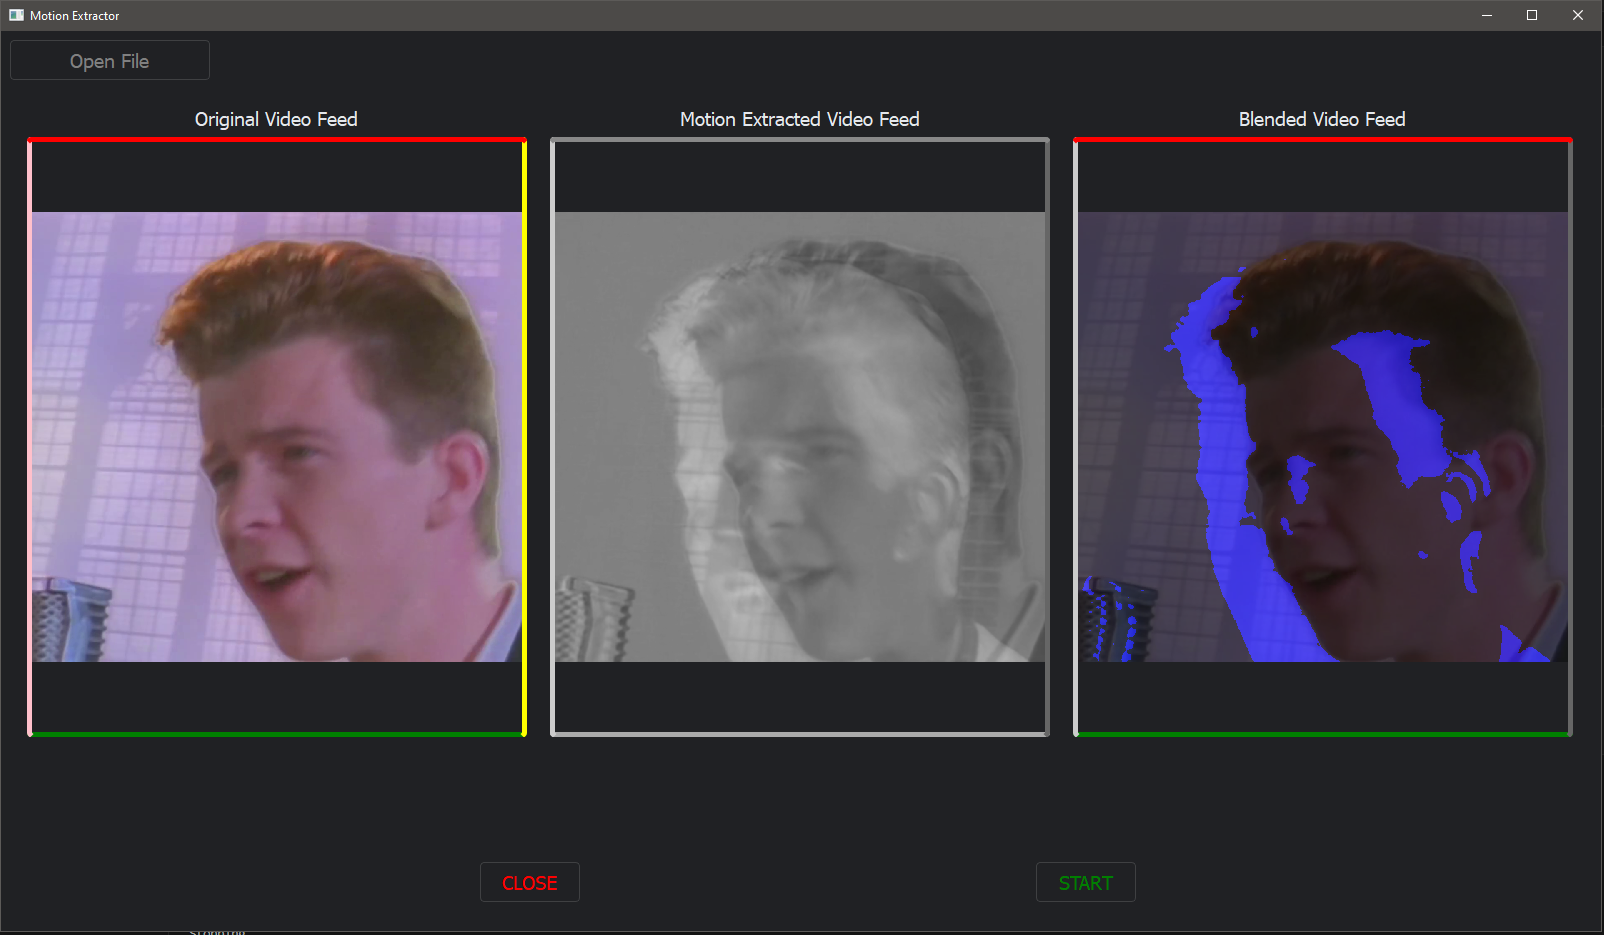 Motion Extractor
Open File
Original Video Feed
Motion Extracted Video Feed
Blended Video Feed
CLOSE
START